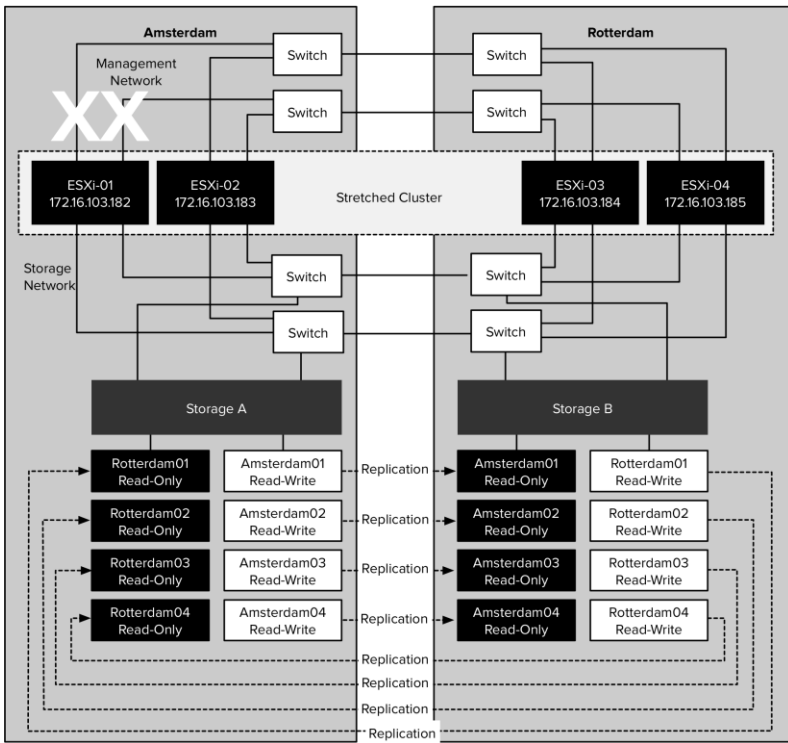 Amsterdam
Rotterdam
Switch
Switch
Management
Network
Switch
Switch
XX
ESXi-01
172.16.103.182
ESXi-02
172.16.103.183
Stretched Cluster
ESXi-03
172.16.103.184
ESXi-04
172.16.103.185
Storage
Network
Switch
Switch
Switch
Switch
Storage A
Storage B
Rotterdam01
Read-Only
Amsterdam01
Read-Write
Replication
Amsterdam01
Read-Only
Rotterdam01
Read-Write
Rotterdam02
Read-Only
Amsterdam02
Read-Write
Replication
Amsterdam02
Read-Only
Rotterdam02
Read-Write
Rotterdam03
Read-Only
Amsterdam03
Read-Write
Replication
Amsterdam03
Read-Only
Rotterdam03
Read-Write
Rotterdam04
Read-Only
Amsterdam04
Read-Write
Replication
Amsterdam04
Read-Only
Rotterdam04
Read-Write
Replication
Replication
Replication
Replication